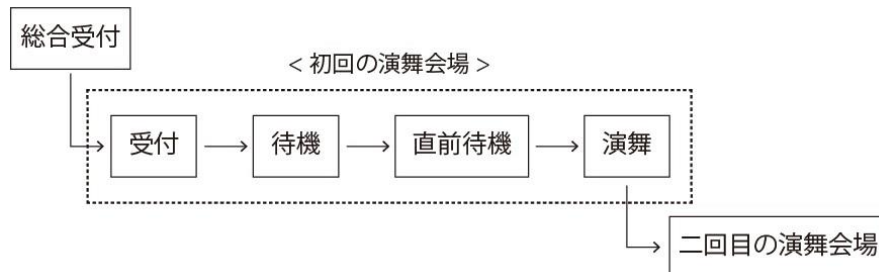 総合受付
< 初回の演舞会場 >
受付
待機
直前待機
演舞
二回目の演舞会場